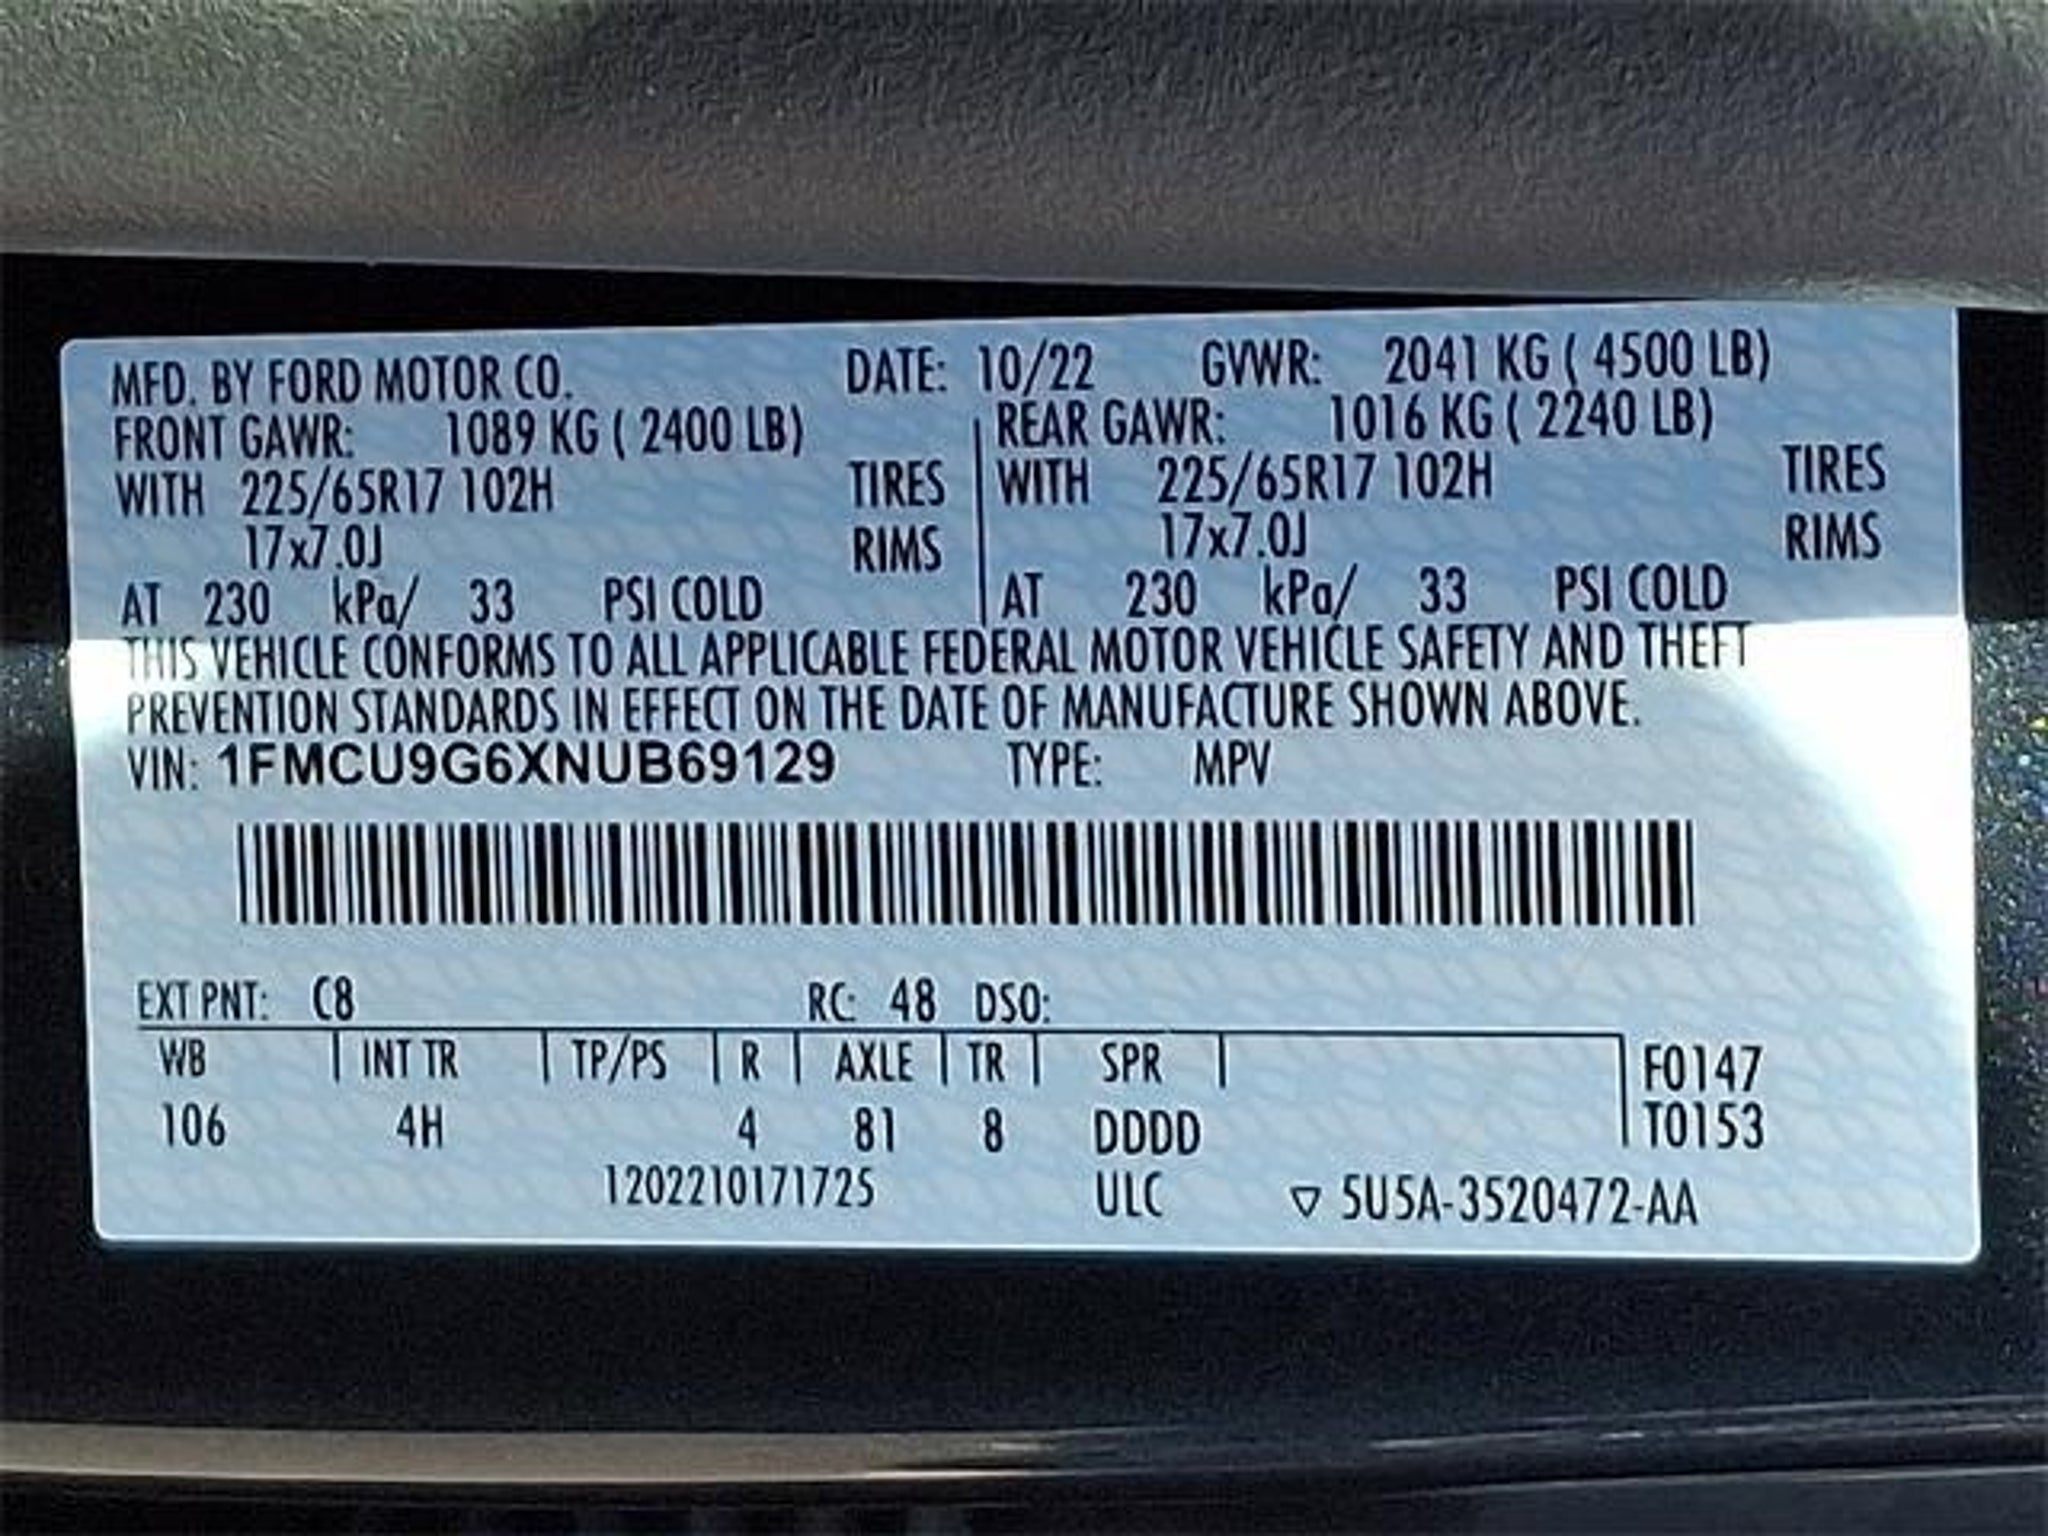 MFD. BY FORD MOTOR CO. DATE: 10/22 GVWR: 2041 KG ( 4500 LB)
FRONT GAWR: 1089 KG ( 2400 LB) REAR GAWR: 1016 KG ( 2240 LB)
WITH 225/65R17 102H TIRES WITH 225/65R17 102H TIRES
17x7.0J RIMS 17x7.0J RIMS
AT 230 kPa/ 33 PSI COLD AT 230 kPa/ 33 PSI COLD
THIS VEHICLE CONFORMS TO ALL APPLICABLE FEDERAL MOTOR VEHICLE SAFETY AND THEFT
PREVENTION STANDARDS IN EFFECT ON THE DATE OF MANUFACTURE SHOWN ABOVE.
VIN: 1FMCU9G6XNUB69129 TYPE: MPV
EXT PNT: C8 RC: 48 DSO:
WB INT TR TP/PS R AXLE TR SPR F0147
106 4H 4 81 8 DDDD T0153
1202210171725 ULC ▽ 5U5A-3520472-AA